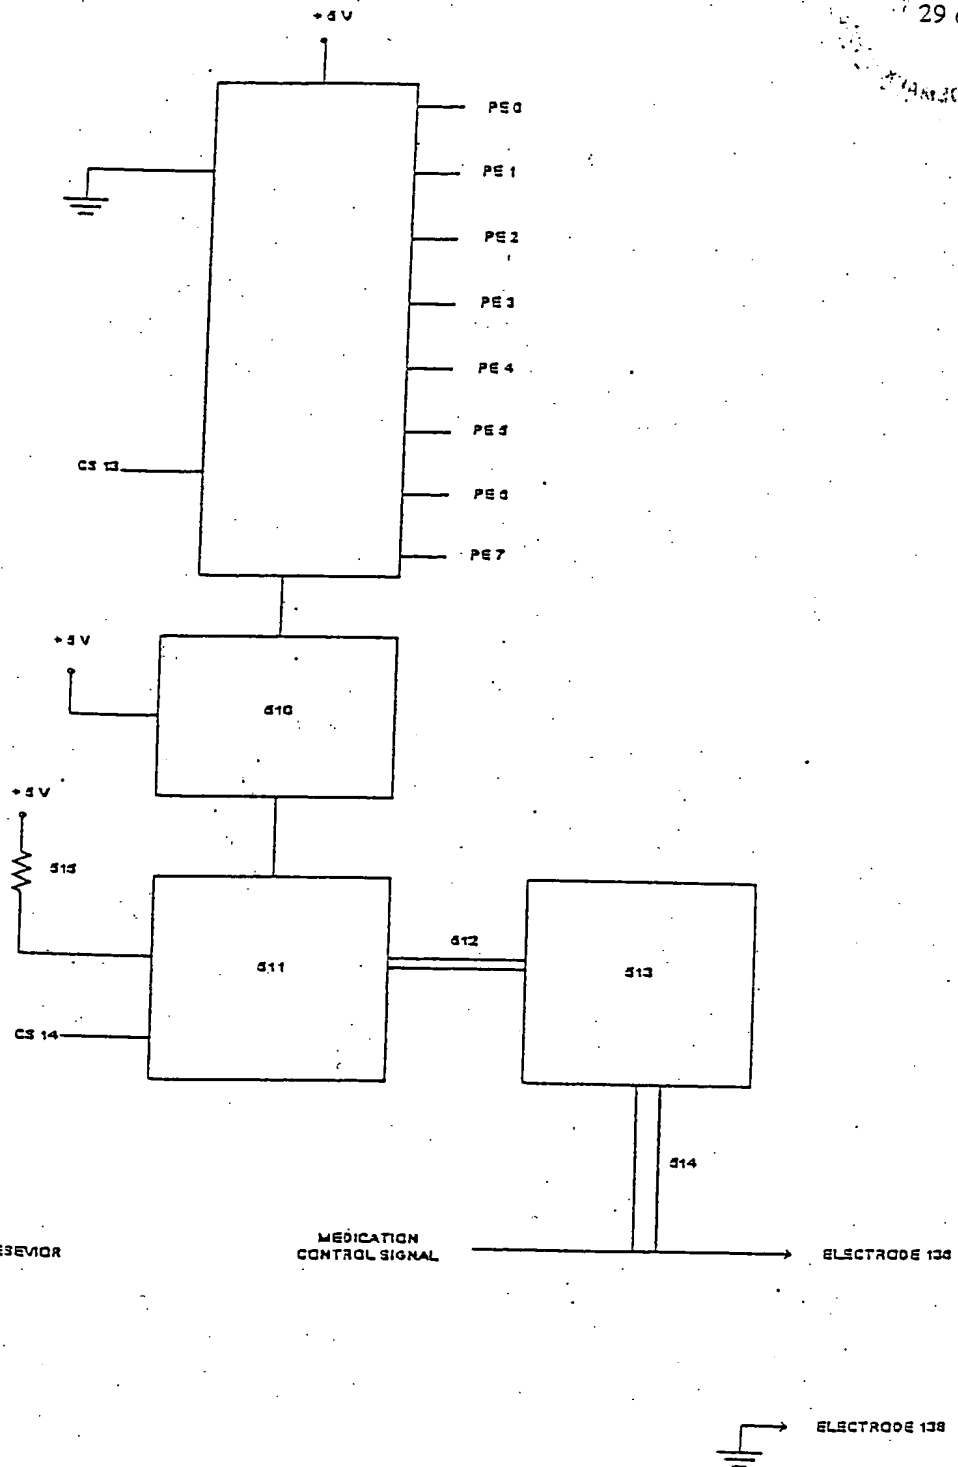 29
+5 V
PE 0
PE 1
PE 2
PE 3
PE 4
PE 5
PE 6
PE 7
CS 13
+5 V
510
+5 V
515
511
512
513
CS 14
514
MEDICATION
CONTROL SIGNAL
ESEVIOR
ELECTRODE 136
ELECTRODE 138